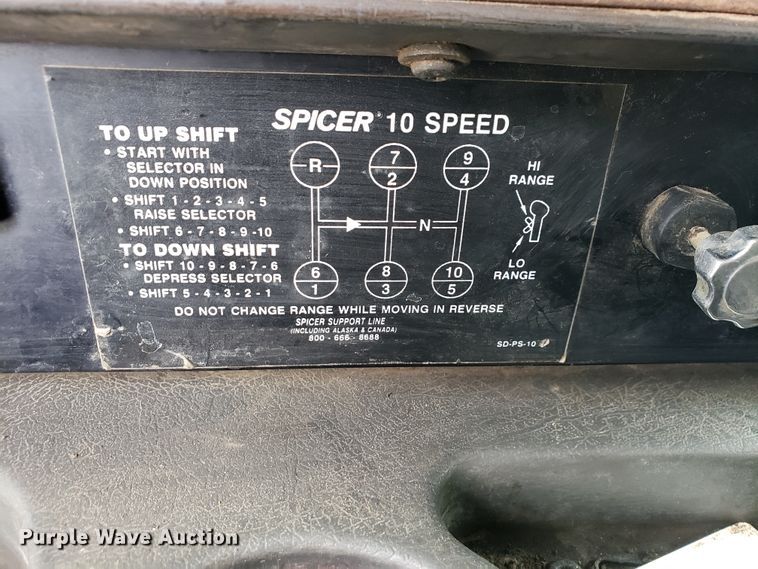 SPICER® 10 SPEED
TO UP SHIFT
• START WITH
SELECTOR IN
DOWN POSITION
• SHIFT 1 - 2 - 3 - 4 - 5
RAISE SELECTOR
• SHIFT 6 - 7 - 8 - 9 -10
TO DOWN SHIFT
• SHIFT 10 - 9 - 8 - 7 - 6
DEPRESS SELECTOR
• SHIFT 5 - 4 - 3 - 2 - 1
R
7
2
9
4
N
6
1
8
3
10
5
HI
RANGE
LO
RANGE
DO NOT CHANGE RANGE WHILE MOVING IN REVERSE
SPICER SUPPORT LINE
(INCLUDING ALASKA & CANADA)
800 - 666 - 8688
SD-PS-10
Purple Wave Auction